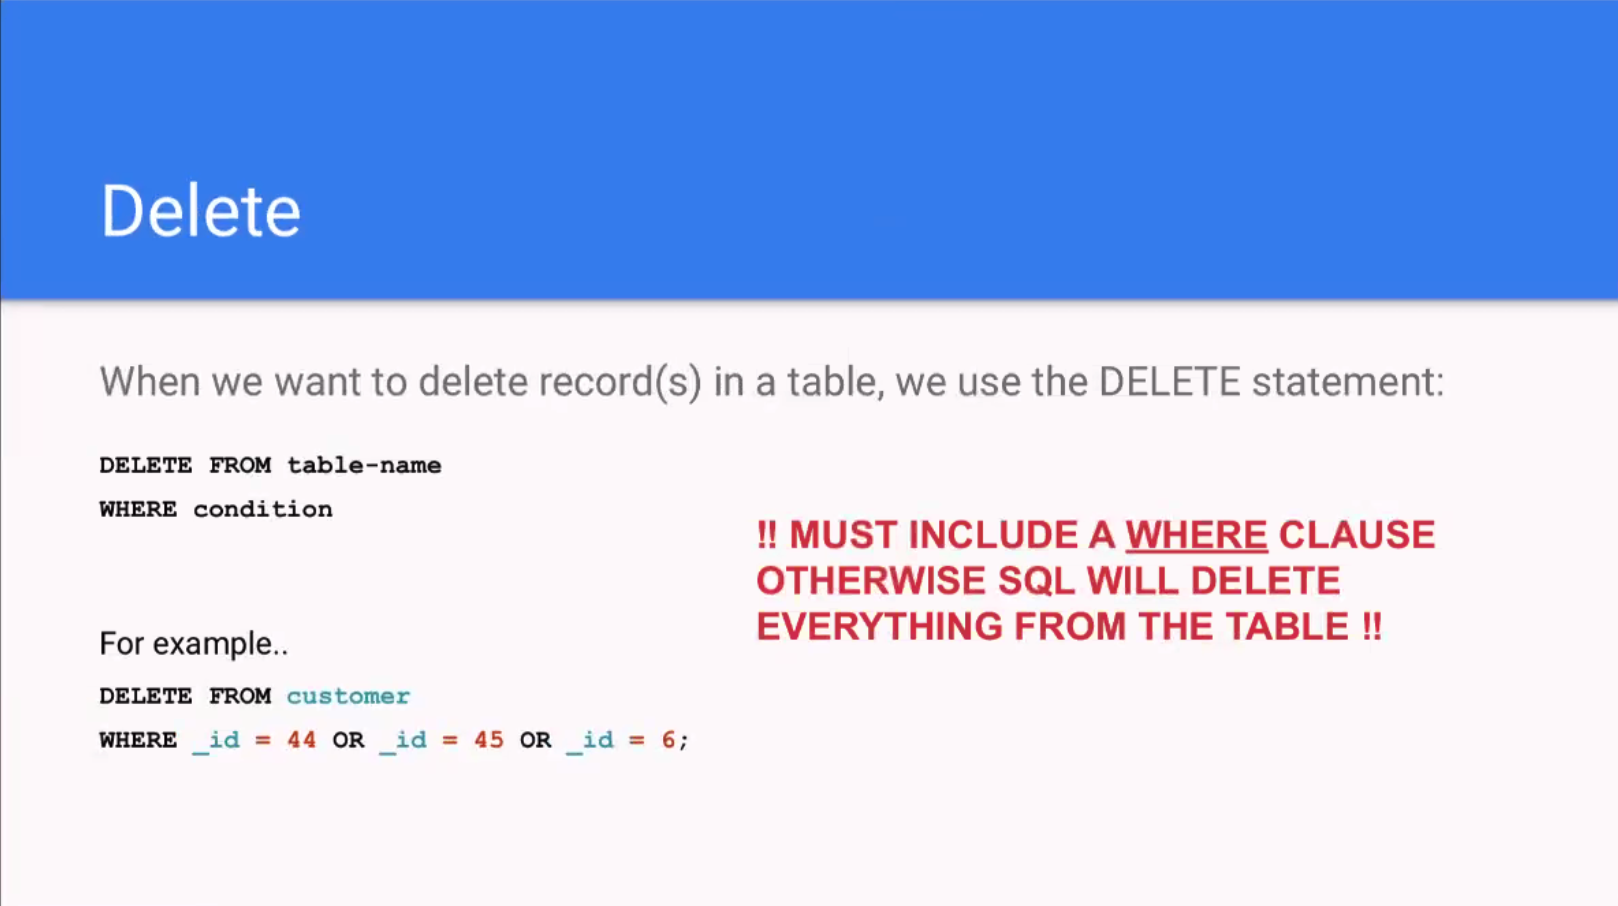 Delete
When we want to delete record(s) in a table, we use the DELETE statement:
DELETE FROM table-name
WHERE condition
!! MUST INCLUDE A WHERE CLAUSE
OTHERWISE SQL WILL DELETE
EVERYTHING FROM THE TABLE !!
For example..
DELETE FROM customer
WHERE _id = 44 OR _id = 45 OR _id = 6;